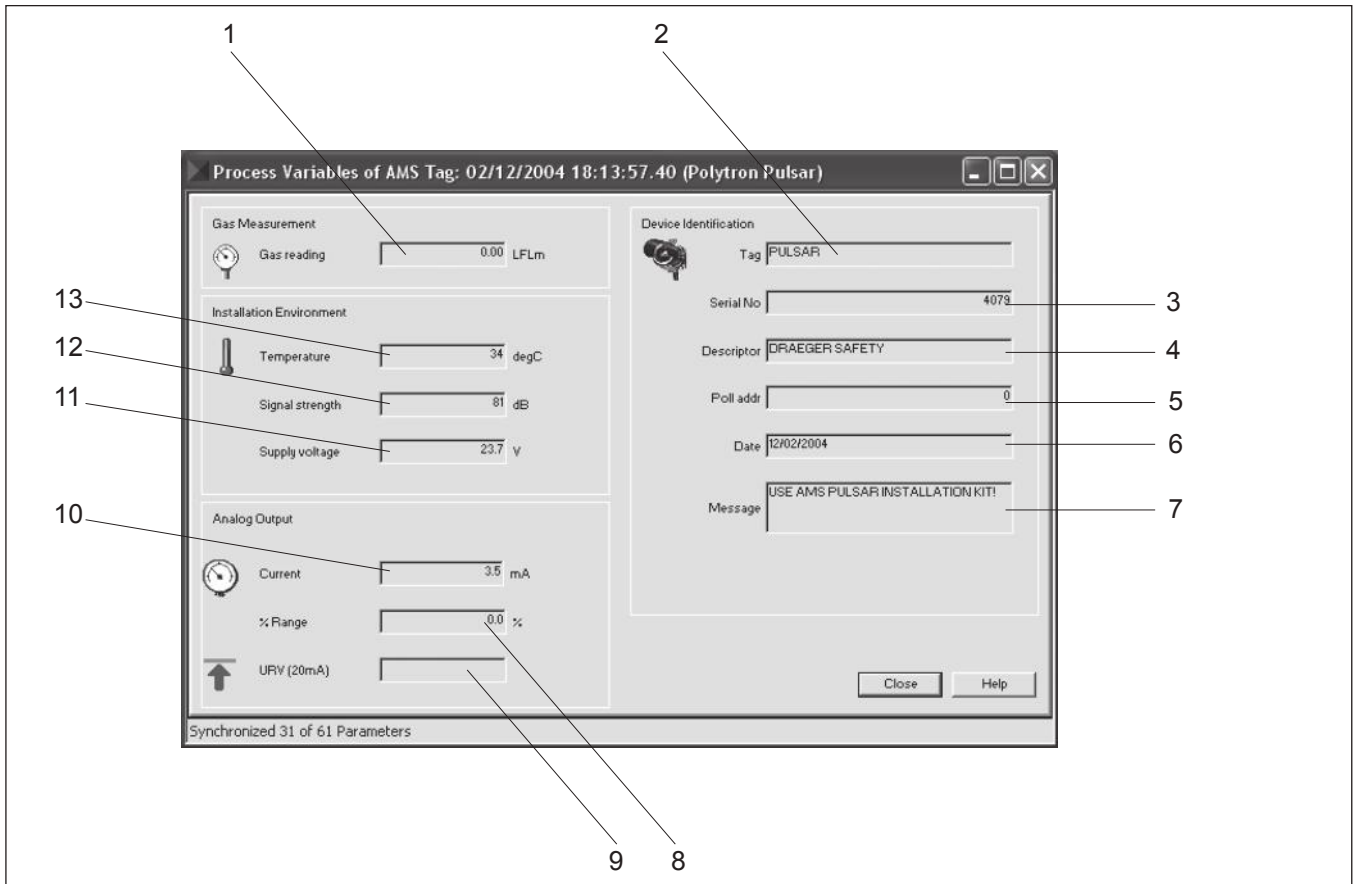 1 2
Process Variables of AMS Tag: 02/12/2004 18:13:57.40 (Polytron Pulsar)
Gas Measurement
Gas reading 0.00 LFLm
13
Installation Environment
12
Temperature 34 degC
11
Signal strength 81 dB
Supply voltage 23.7 V
10
Analog Output
Current 3.5 mA
% Range 0.0 %
URV (20mA)
Device Identification
Tag PULSAR
Serial No 4079 3
Descriptor DRAEGER SAFETY 4
Poll addr 0 5
Date 12/02/2004 6
Message USE AMS PULSAR INSTALLATION KIT! 7
Close Help
Synchronized 31 of 61 Parameters
9 8